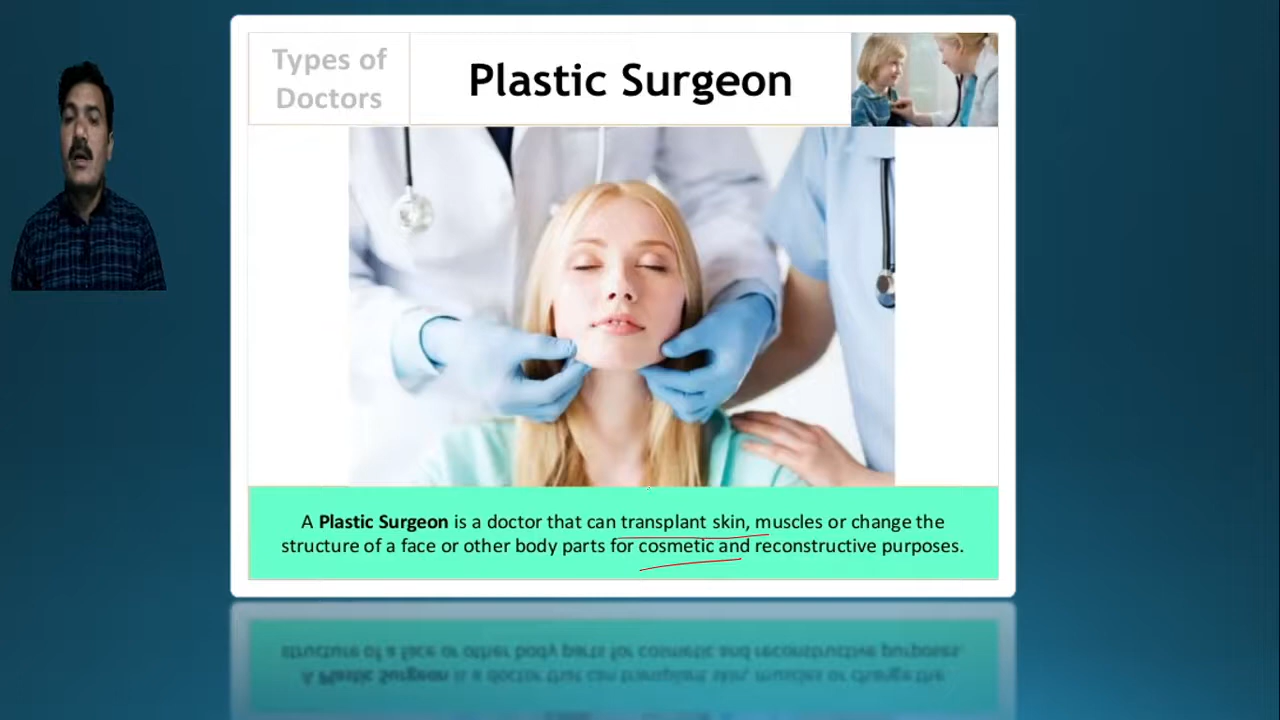 Types of
Doctors
Plastic Surgeon
A Plastic Surgeon is a doctor that can transplant skin, muscles or change the
structure of a face or other body parts for cosmetic and reconstructive purposes.